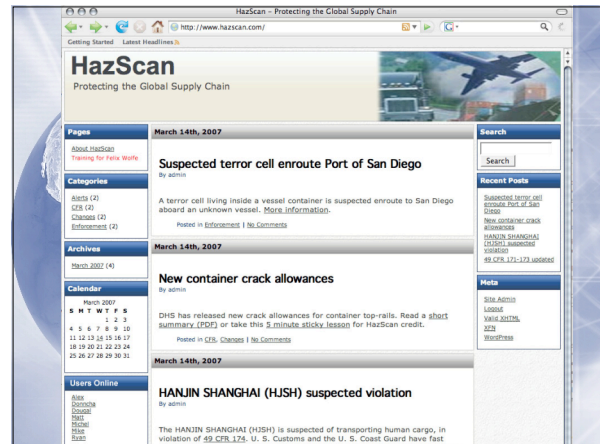 HazScan – Protecting the Global Supply Chain
http://www.hazscan.com/
Getting Started Latest Headlines
HazScan
Protecting the Global Supply Chain
Pages
About HazScan
Training for Felix Wolfe
Categories
Alerts (2)
CFR (2)
Changes (2)
Enforcement (2)
Archives
March 2007 (4)
Calendar
March 2007
S M T W T F S
1 2 3
4 5 6 7 8 9 10
11 12 13 14 15 16 17
18 19 20 21 22 23 24
25 26 27 28 29 30 31
Users Online
Alex
Donncha
Dougal
Matt
Michel
Mike
Ryan
March 14th, 2007
Suspected terror cell enroute Port of San Diego
By admin
A terror cell living inside a vessel container is suspected enroute to San Diego
aboard an unknown vessel. More information.
Posted in Enforcement | No Comments
March 14th, 2007
New container crack allowances
By admin
DHS has released new crack allowances for container top-rails. Read a short
summary (PDF) or take this 5 minute sticky lesson for HazScan credit.
Posted in CFR, Changes | No Comments
March 14th, 2007
HANJIN SHANGHAI (HJSH) suspected violation
By admin
The HANJIN SHANGHAI (HJSH) is suspected of transporting human cargo, in
violation of 49 CFR 174. U. S. Customs and the U. S. Coast Guard have fast
Search
Search
Recent Posts
Suspected terror cell
enroute Port of San
Diego
New container crack
allowances
HANJIN SHANGHAI
(HJSH) suspected
violation
49 CFR 171-173 updated
Meta
Site Admin
Logout
Valid XHTML
XFN
WordPress